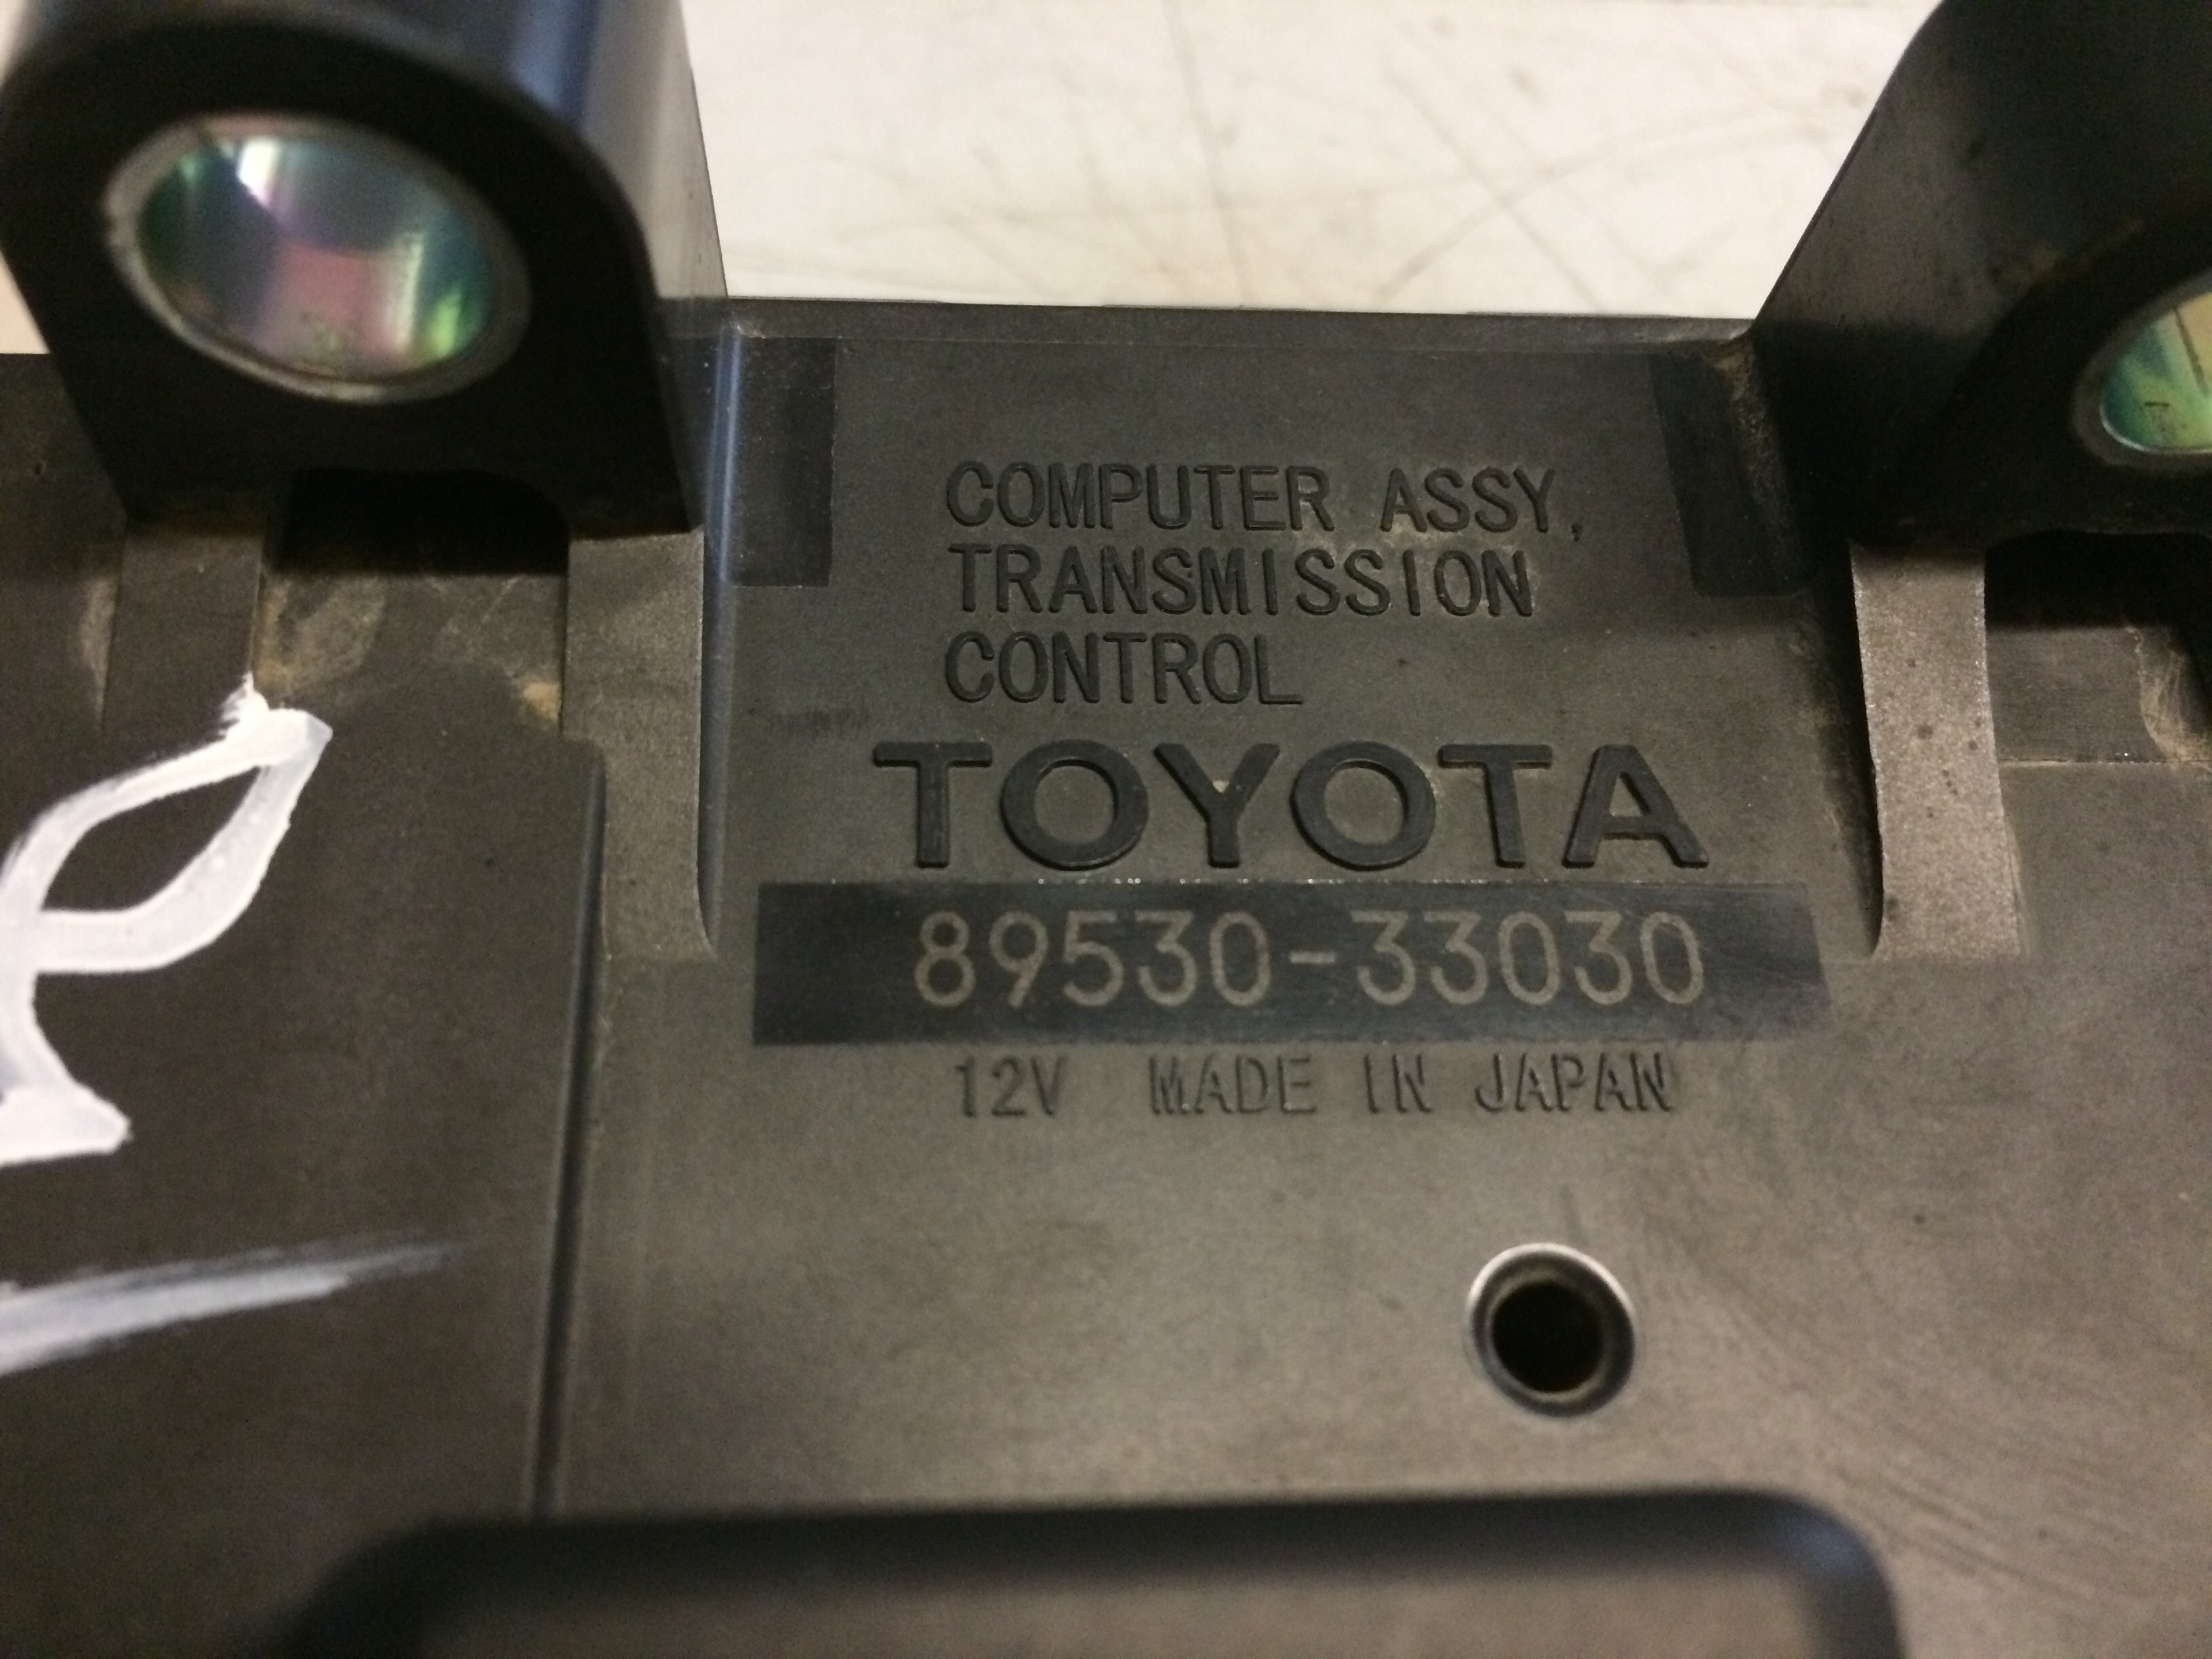 COMPUTER ASSY,
TRANSMISSION
CONTROL
TOYOTA
89530-33030
12V MADE IN JAPAN